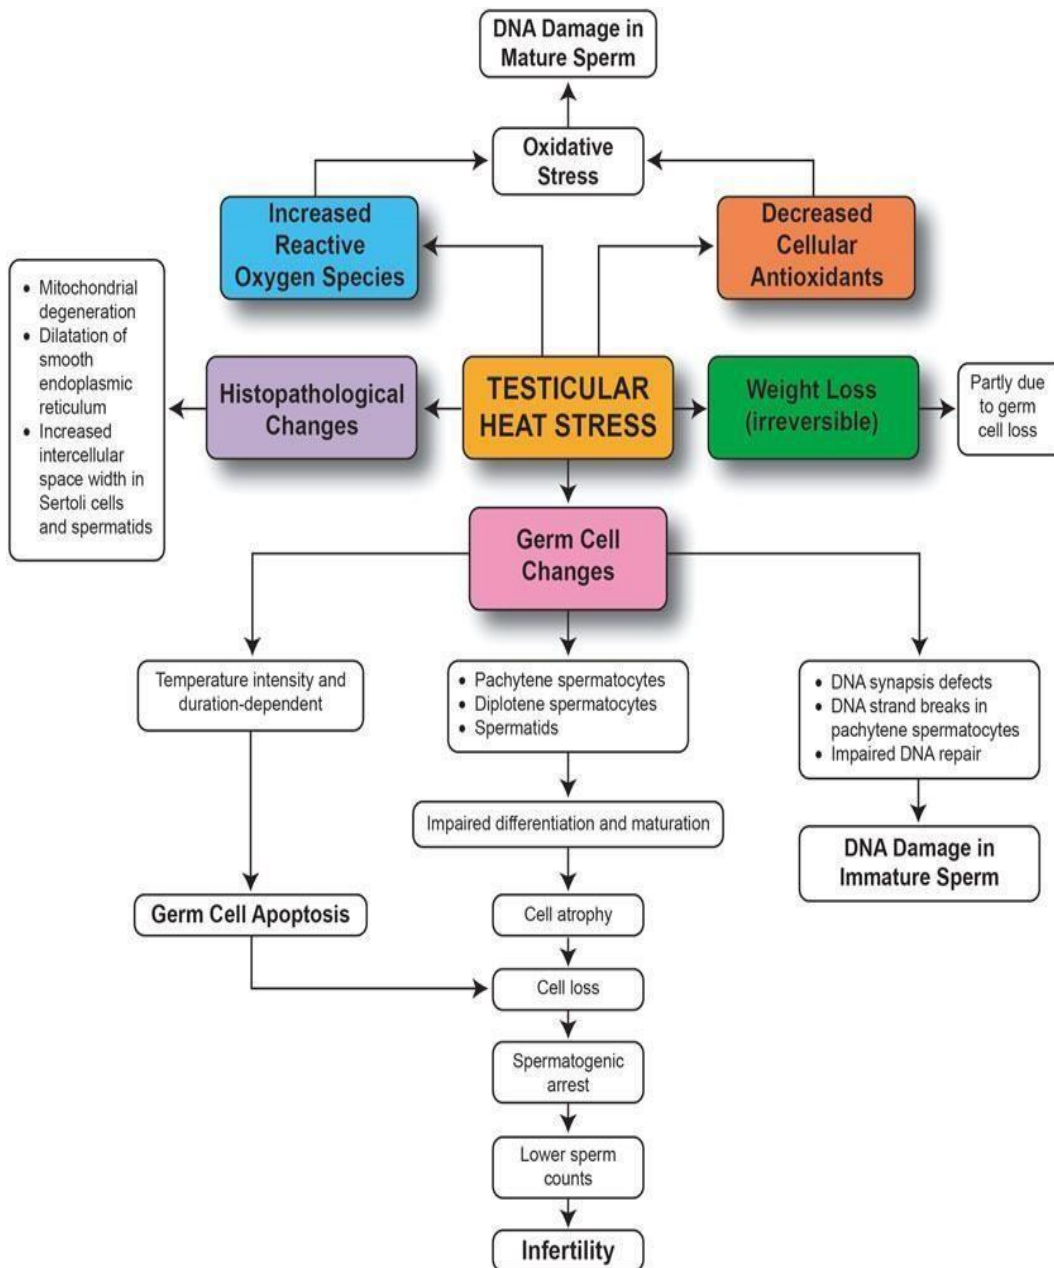 DNA Damage in
Mature Sperm
Oxidative
Stress
Increased
Reactive
Oxygen Species
Decreased
Cellular
Antioxidants
• Mitochondrial
degeneration
• Dilatation of
smooth
endoplasmic
reticulum
• Increased
intercellular
space width in
Sertoli cells
and spermatids
Histopathological
Changes
TESTICULAR
HEAT STRESS
Weight Loss
(irreversible)
Partly due
to germ
cell loss
Germ Cell
Changes
Temperature intensity and
duration-dependent
• Pachytene spermatocytes
• Diplotene spermatocytes
• Spermatids
• DNA synapsis defects
• DNA strand breaks in
pachytene spermatocytes
• Impaired DNA repair
Impaired differentiation and maturation
DNA Damage in
Immature Sperm
Germ Cell Apoptosis
Cell atrophy
Cell loss
Spermatogenic
arrest
Lower sperm
counts
Infertility